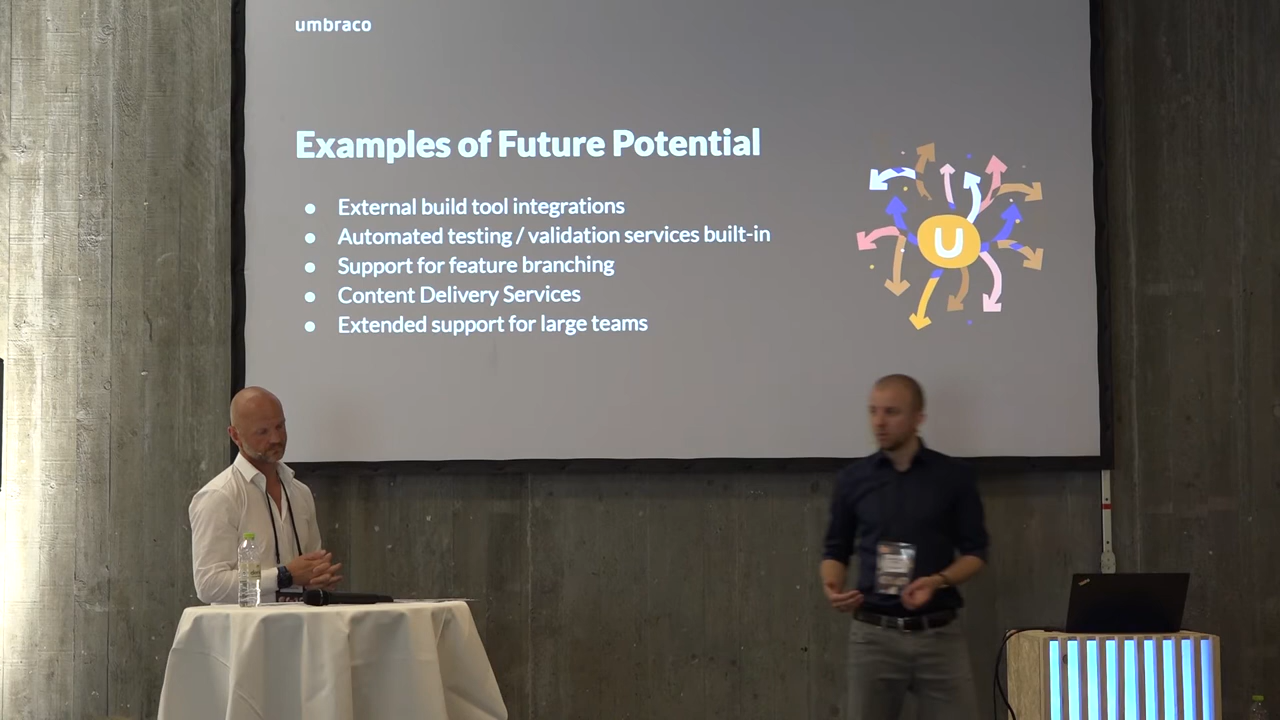 umbraco
Examples of Future Potential
● External build tool integrations
● Automated testing / validation services built-in
● Support for feature branching
● Content Delivery Services
● Extended support for large teams
U